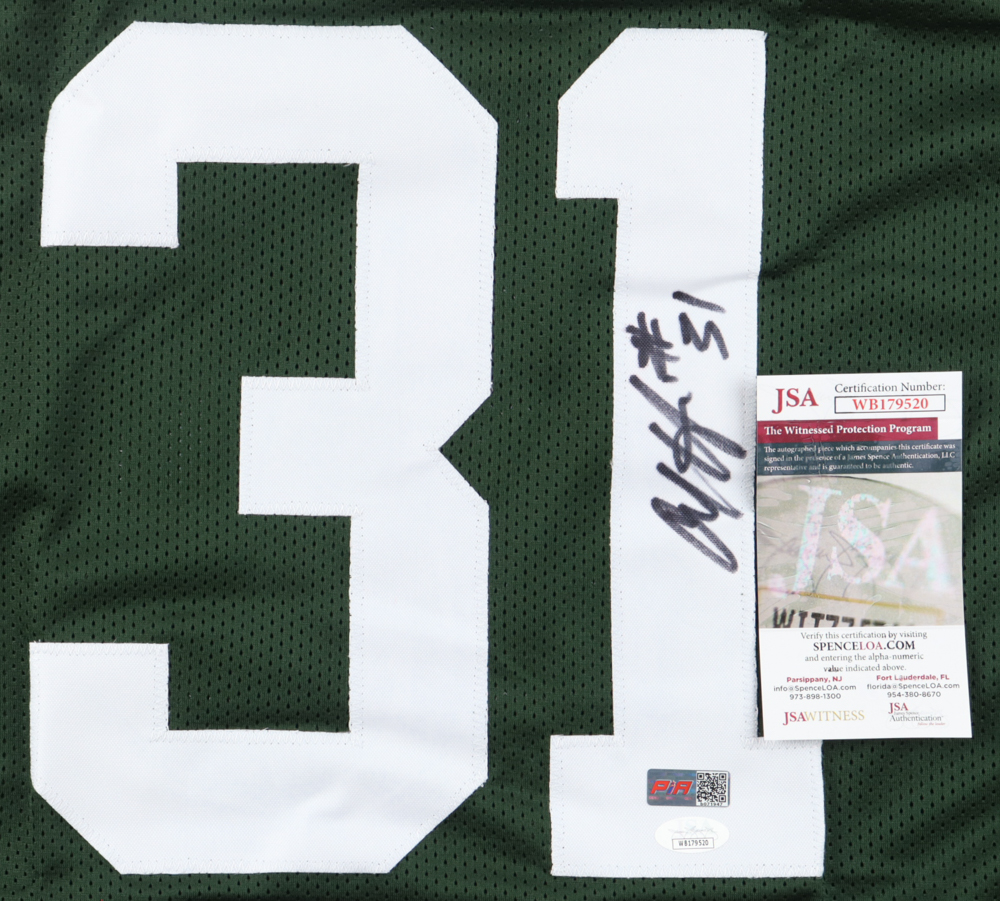 31
#31
JSA
Certification Number:
WB179520
The Witnessed Protection Program
The autographed piece which accompanies this certificate was
signed in the presence of a James Spence Authentication, LLC
representative and is guaranteed to be authentic.
JSA
Verify this certification by visiting
SPENCELOA.COM
and entering the alpha-numeric
value indicated above.
Parsippany, NJ
info@SpenceLOA.com
973-898-1300
Fort Lauderdale, FL
florida@SpenceLOA.com
954-380-8670
JSAWITNESS
JSA
Authentication
PIA
WB179520